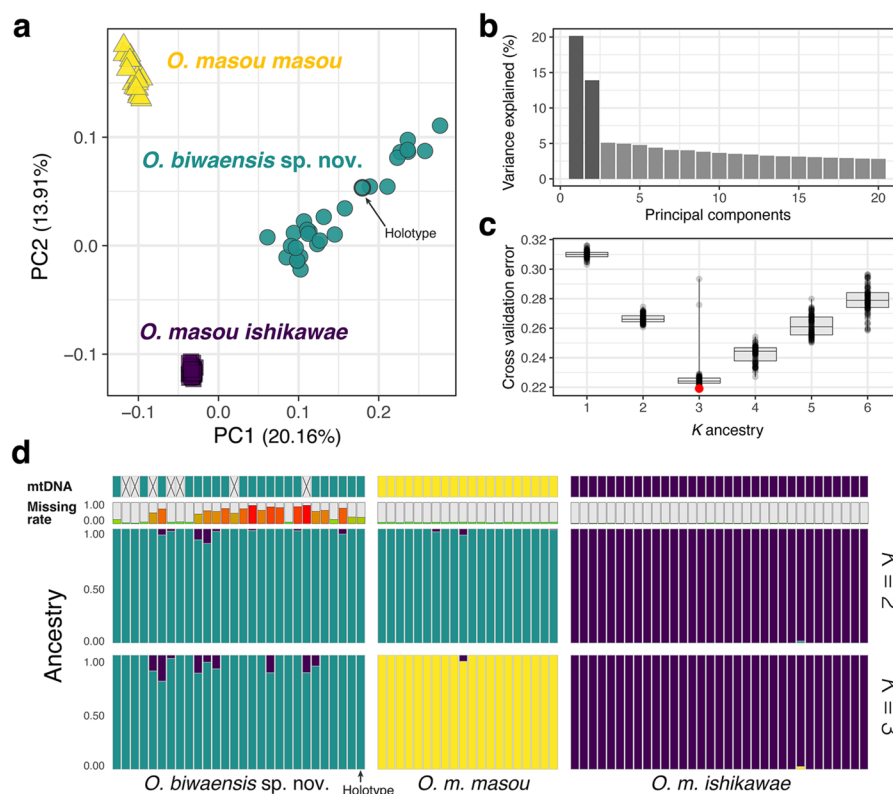 a
O. masou masou
O. biwaensis sp. nov.
Holotype
O. masou ishikawae
PC2 (13.91%)
0.1
0.0
−0.1
−0.1 0.0 0.1 0.2
PC1 (20.16%)
b
Variance explained (%)
20
15
10
5
0
0 5 10 15 20
Principal components
c
Cross validation error
0.32
0.30
0.28
0.26
0.24
0.22
1 2 3 4 5 6
K ancestry
d
mtDNA
Missing
rate
1.00
0.00
Ancestry
1.00
0.50
0.00
K = 2
1.00
0.50
0.00
K = 3
O. biwaensis sp. nov.
Holotype
O. m. masou
O. m. ishikawae